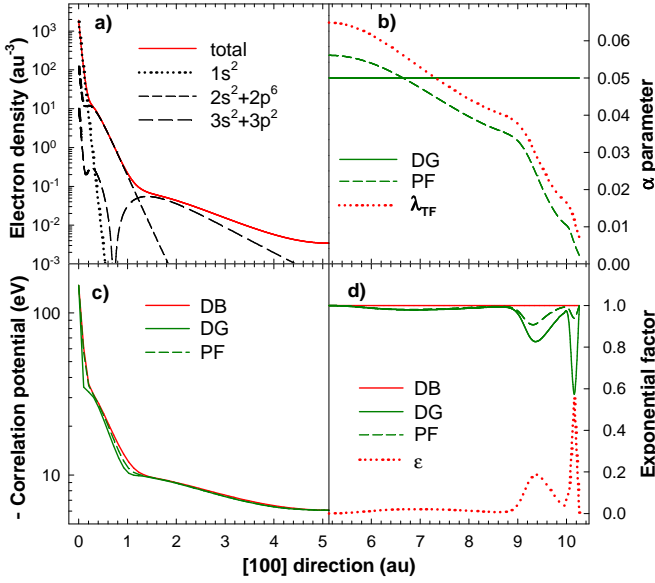 a)
Electron density (au⁻³)
10³
10²
10¹
10⁰
10⁻¹
10⁻²
10⁻³
total
1s²
2s²+2p⁶
3s²+3p²
b)
0.06
0.05
0.04
0.03
0.02
0.01
0.00
α parameter
DG
PF
λTF
c)
- Correlation potential (eV)
100
10
DB
DG
PF
0 1 2 3 4 5
d)
1.0
0.8
0.6
0.4
0.2
0.0
Exponential factor
DB
DG
PF
ε
6 7 8 9 10
[100] direction (au)